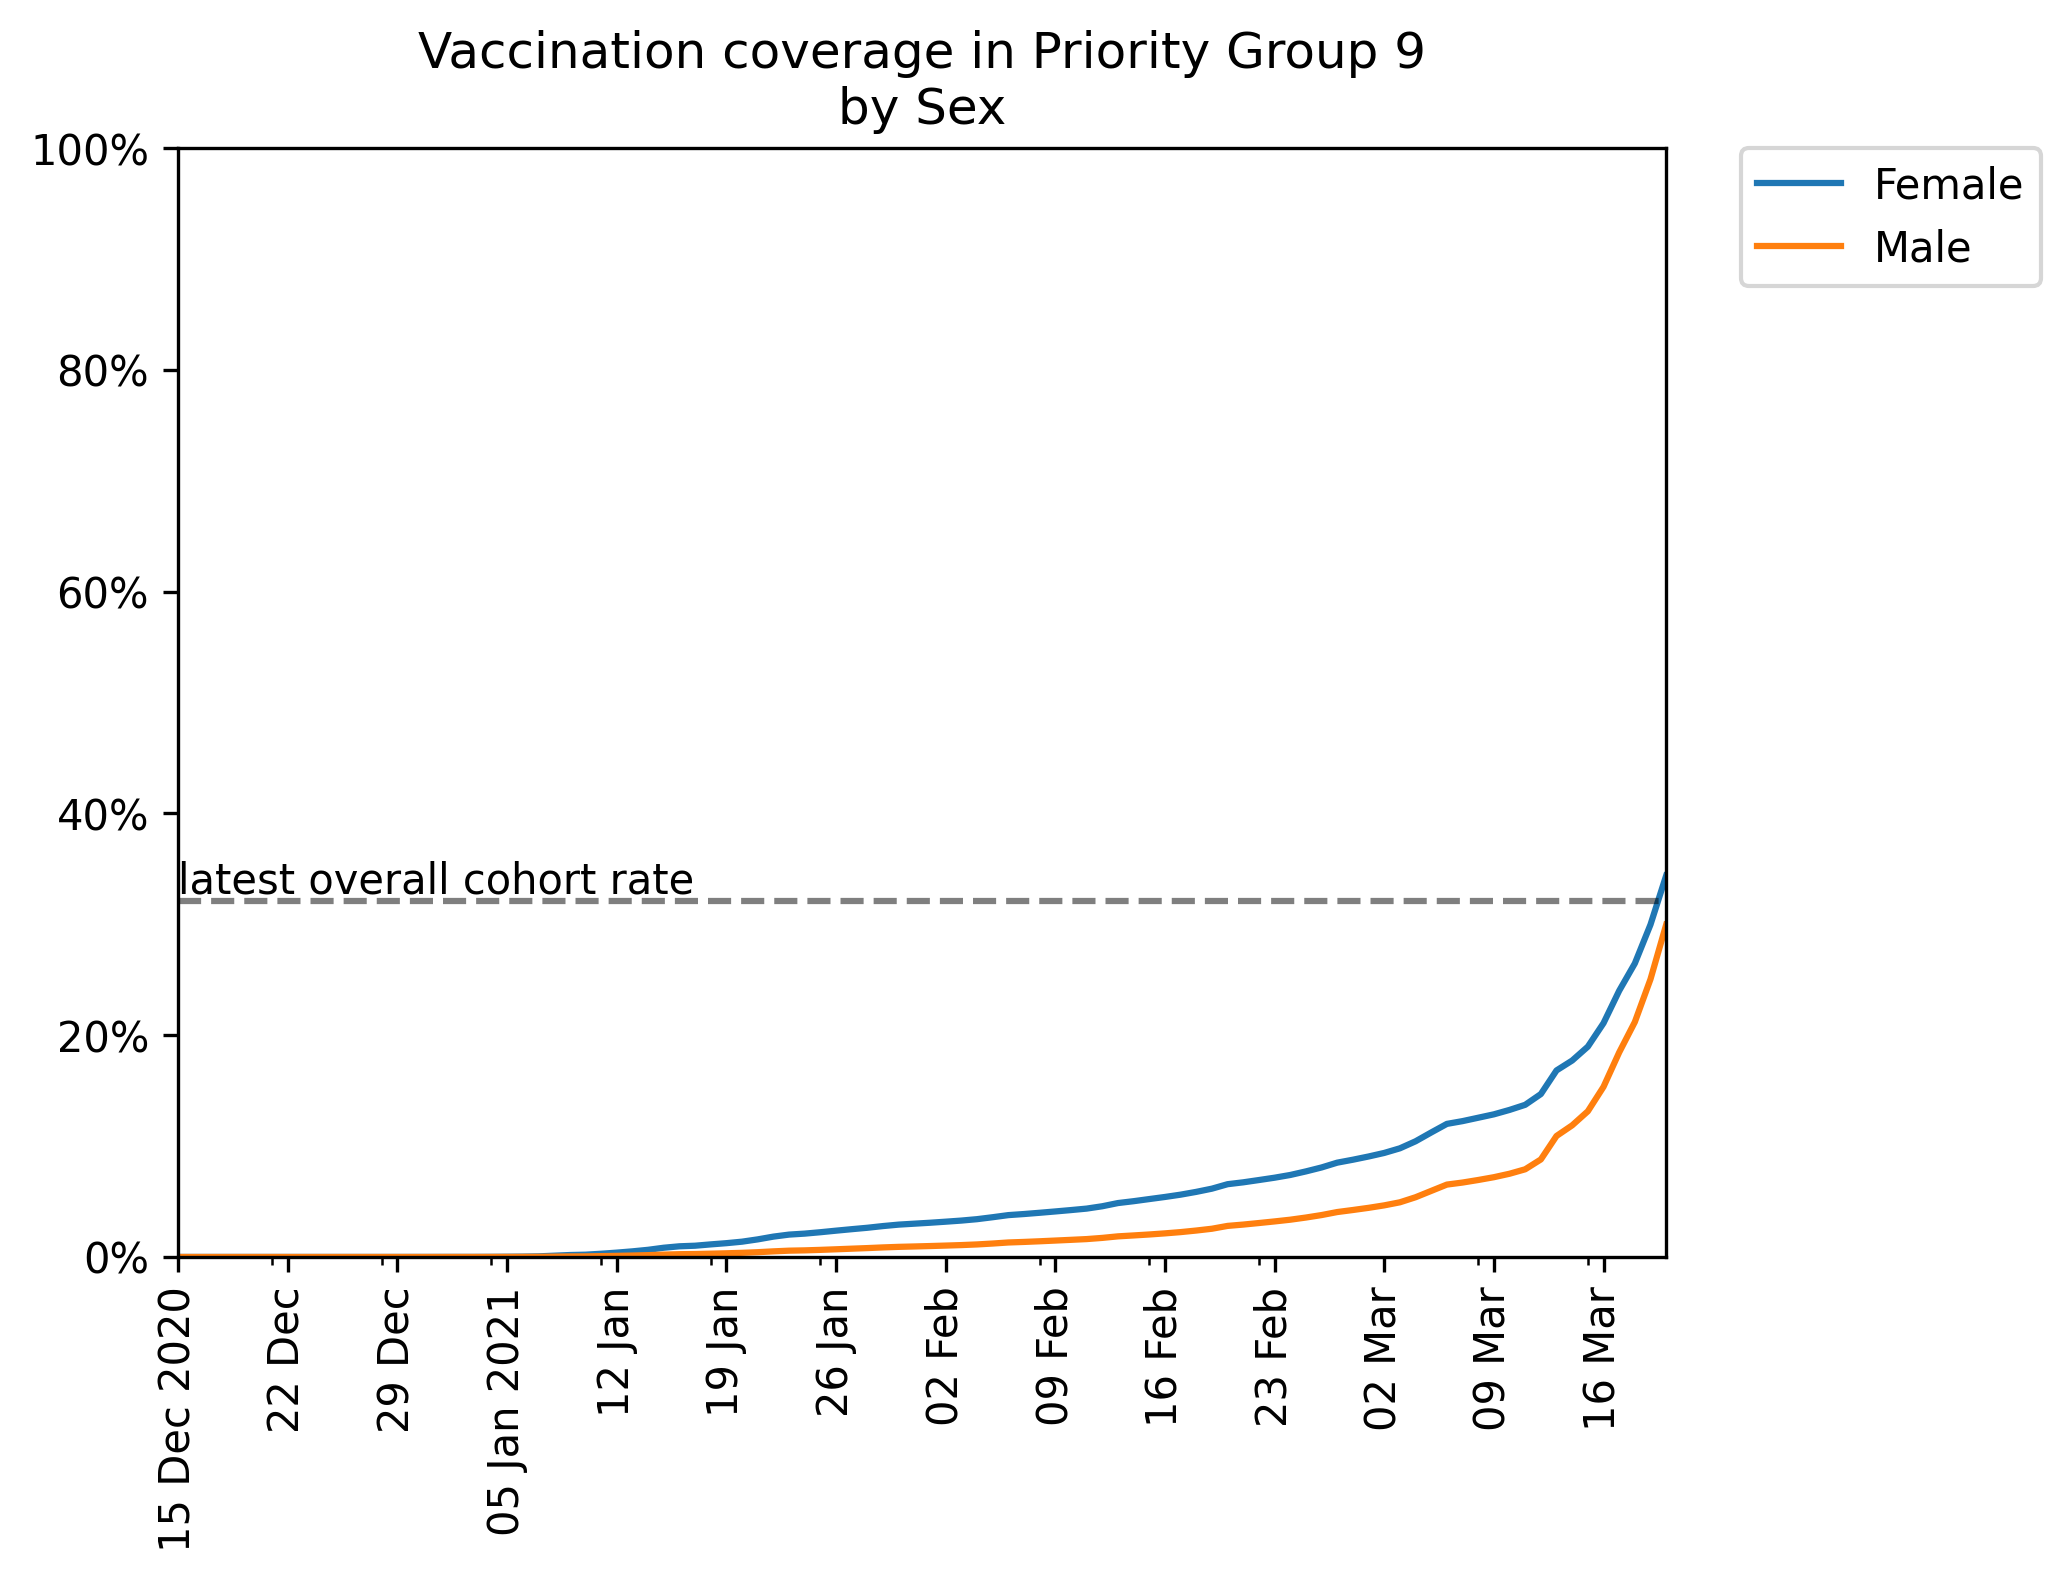 Vaccination coverage in Priority Group 9
by Sex
100%
80%
60%
40%
20%
0%
latest overall cohort rate
Female
Male
15 Dec 2020
22 Dec
29 Dec
05 Jan 2021
12 Jan
19 Jan
26 Jan
02 Feb
09 Feb
16 Feb
23 Feb
02 Mar
09 Mar
16 Mar